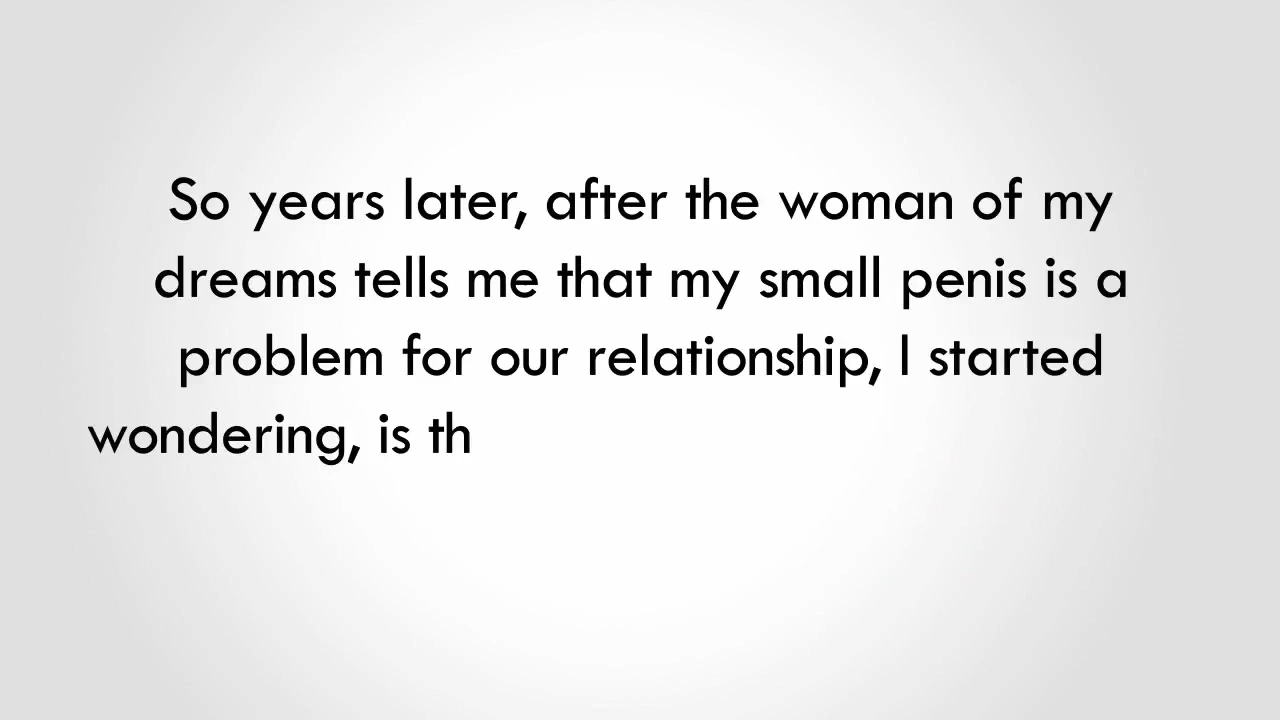 So years later, after the woman of my
dreams tells me that my small penis is a
problem for our relationship, I started
wondering, is th